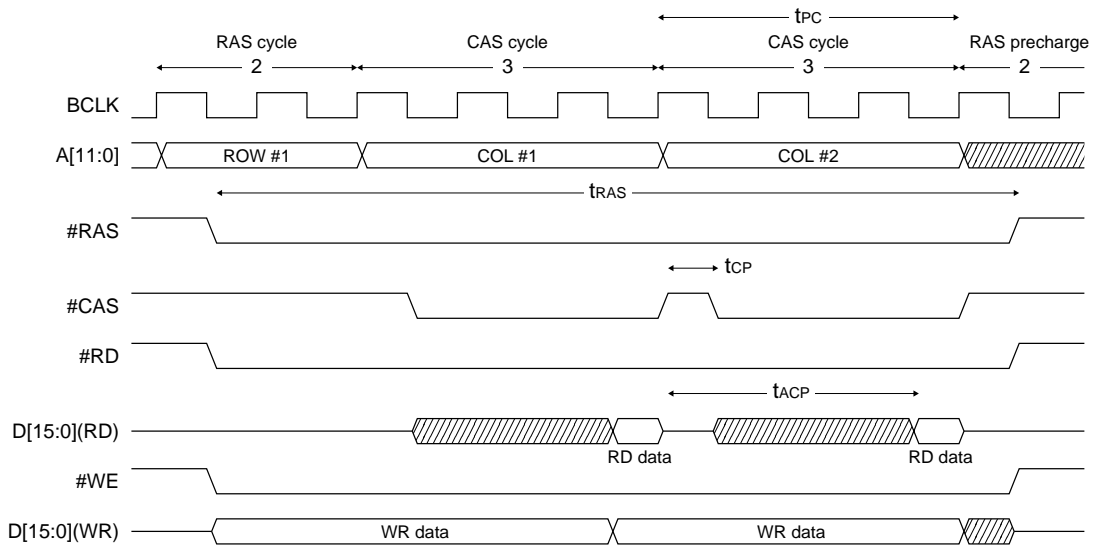 tPC
RAS cycle CAS cycle CAS cycle RAS precharge
2 3 3 2
BCLK
A[11:0] ROW #1 COL #1 COL #2
tRAS
#RAS
tCP
#CAS
#RD
tACP
D[15:0](RD)
RD data RD data
#WE
D[15:0](WR) WR data WR data